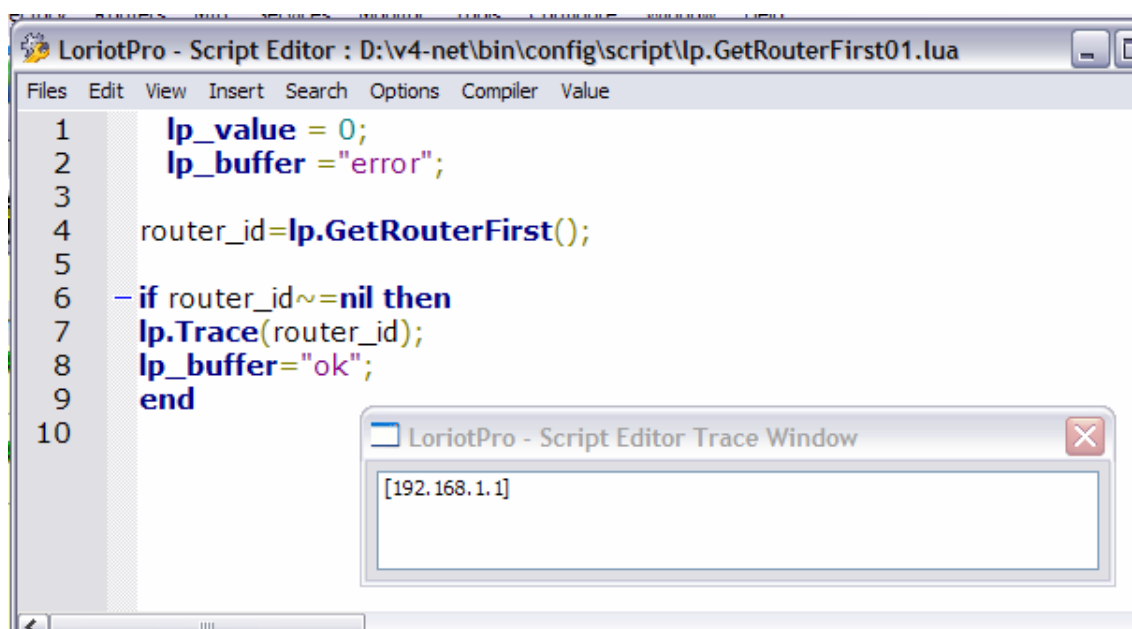 LoriotPro - Script Editor : D:\v4-net\bin\config\script\lp.GetRouterFirst01.lua
Files Edit View Insert Search Options Compiler Value
1 lp_value = 0;
2 lp_buffer ="error";
3
4 router_id=lp.GetRouterFirst();
5
6 if router_id~=nil then
7 lp.Trace(router_id);
8 lp_buffer="ok";
9 end
10
LoriotPro - Script Editor Trace Window
[192.168.1.1]